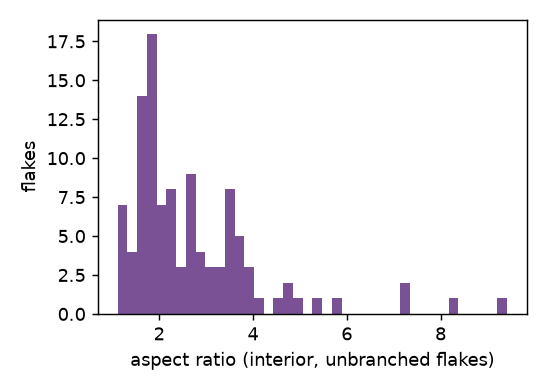 17.5
15.0
12.5
10.0
7.5
5.0
2.5
0.0
flakes
2 4 6 8
aspect ratio (interior, unbranched flakes)